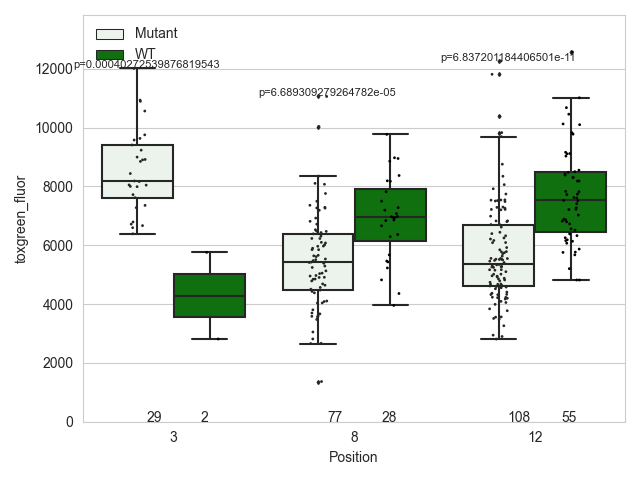 Mutant
WT
p=0.00040272539876819543
p=6.689309279264782e-05
p=6.837201184406501e-11
12000
10000
8000
6000
4000
2000
0
toxgreen_fluor
29 2 77 28 108 55
3 8 12
Position